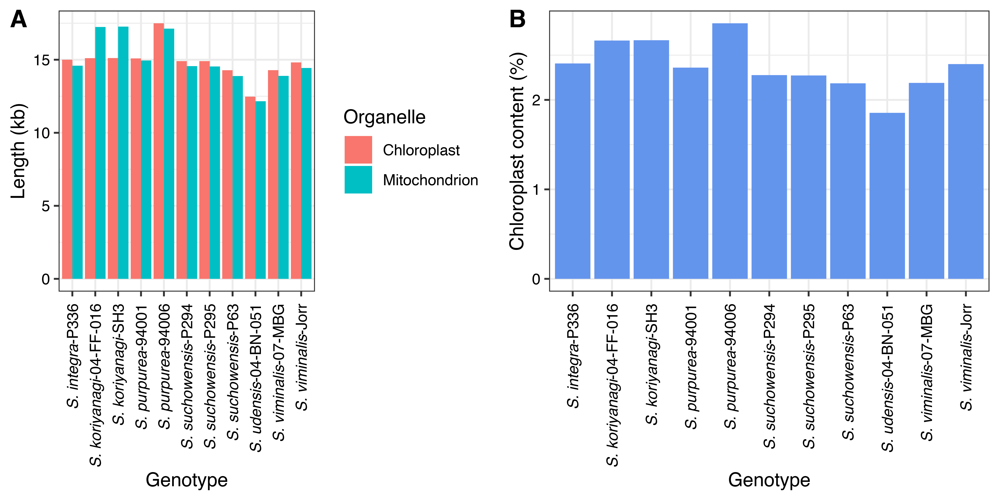 A
Length (kb)
15
10
5
0
S. integra-P336
S. koriyanagi-04-FF-016
S. koriyanagi-SH3
S. purpurea-94001
S. purpurea-94006
S. suchowensis-P294
S. suchowensis-P295
S. suchowensis-P63
S. udensis-04-BN-051
S. viminalis-07-MBG
S. viminalis-Jorr
Genotype
Organelle
Chloroplast
Mitochondrion
B
Chloroplast content (%)
2
1
0
S. integra-P336
S. koriyanagi-04-FF-016
S. koriyanagi-SH3
S. purpurea-94001
S. purpurea-94006
S. suchowensis-P294
S. suchowensis-P295
S. suchowensis-P63
S. udensis-04-BN-051
S. viminalis-07-MBG
S. viminalis-Jorr
Genotype